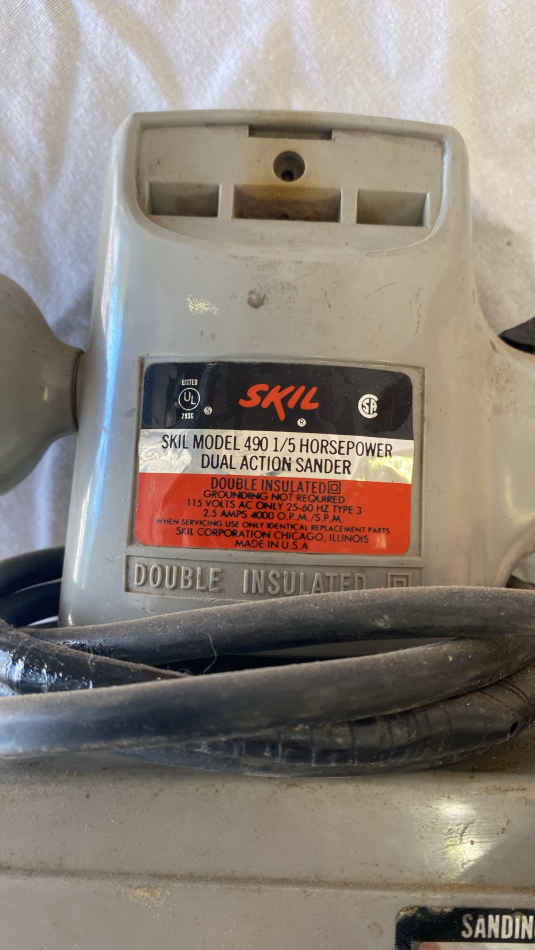 LISTED
UL
793G
®
SKIL
®
SKIL MODEL 490 1/5 HORSEPOWER
DUAL ACTION SANDER
DOUBLE INSULATED
GROUNDING NOT REQUIRED
115 VOLTS AC ONLY 25-60 HZ TYPE 3
2.5 AMPS 4000 O.P.M./S.P.M.
WHEN SERVICING USE ONLY IDENTICAL REPLACEMENT PARTS
SKIL CORPORATION CHICAGO, ILLINOIS
MADE IN U.S.A
DOUBLE INSULATED
SANDIN